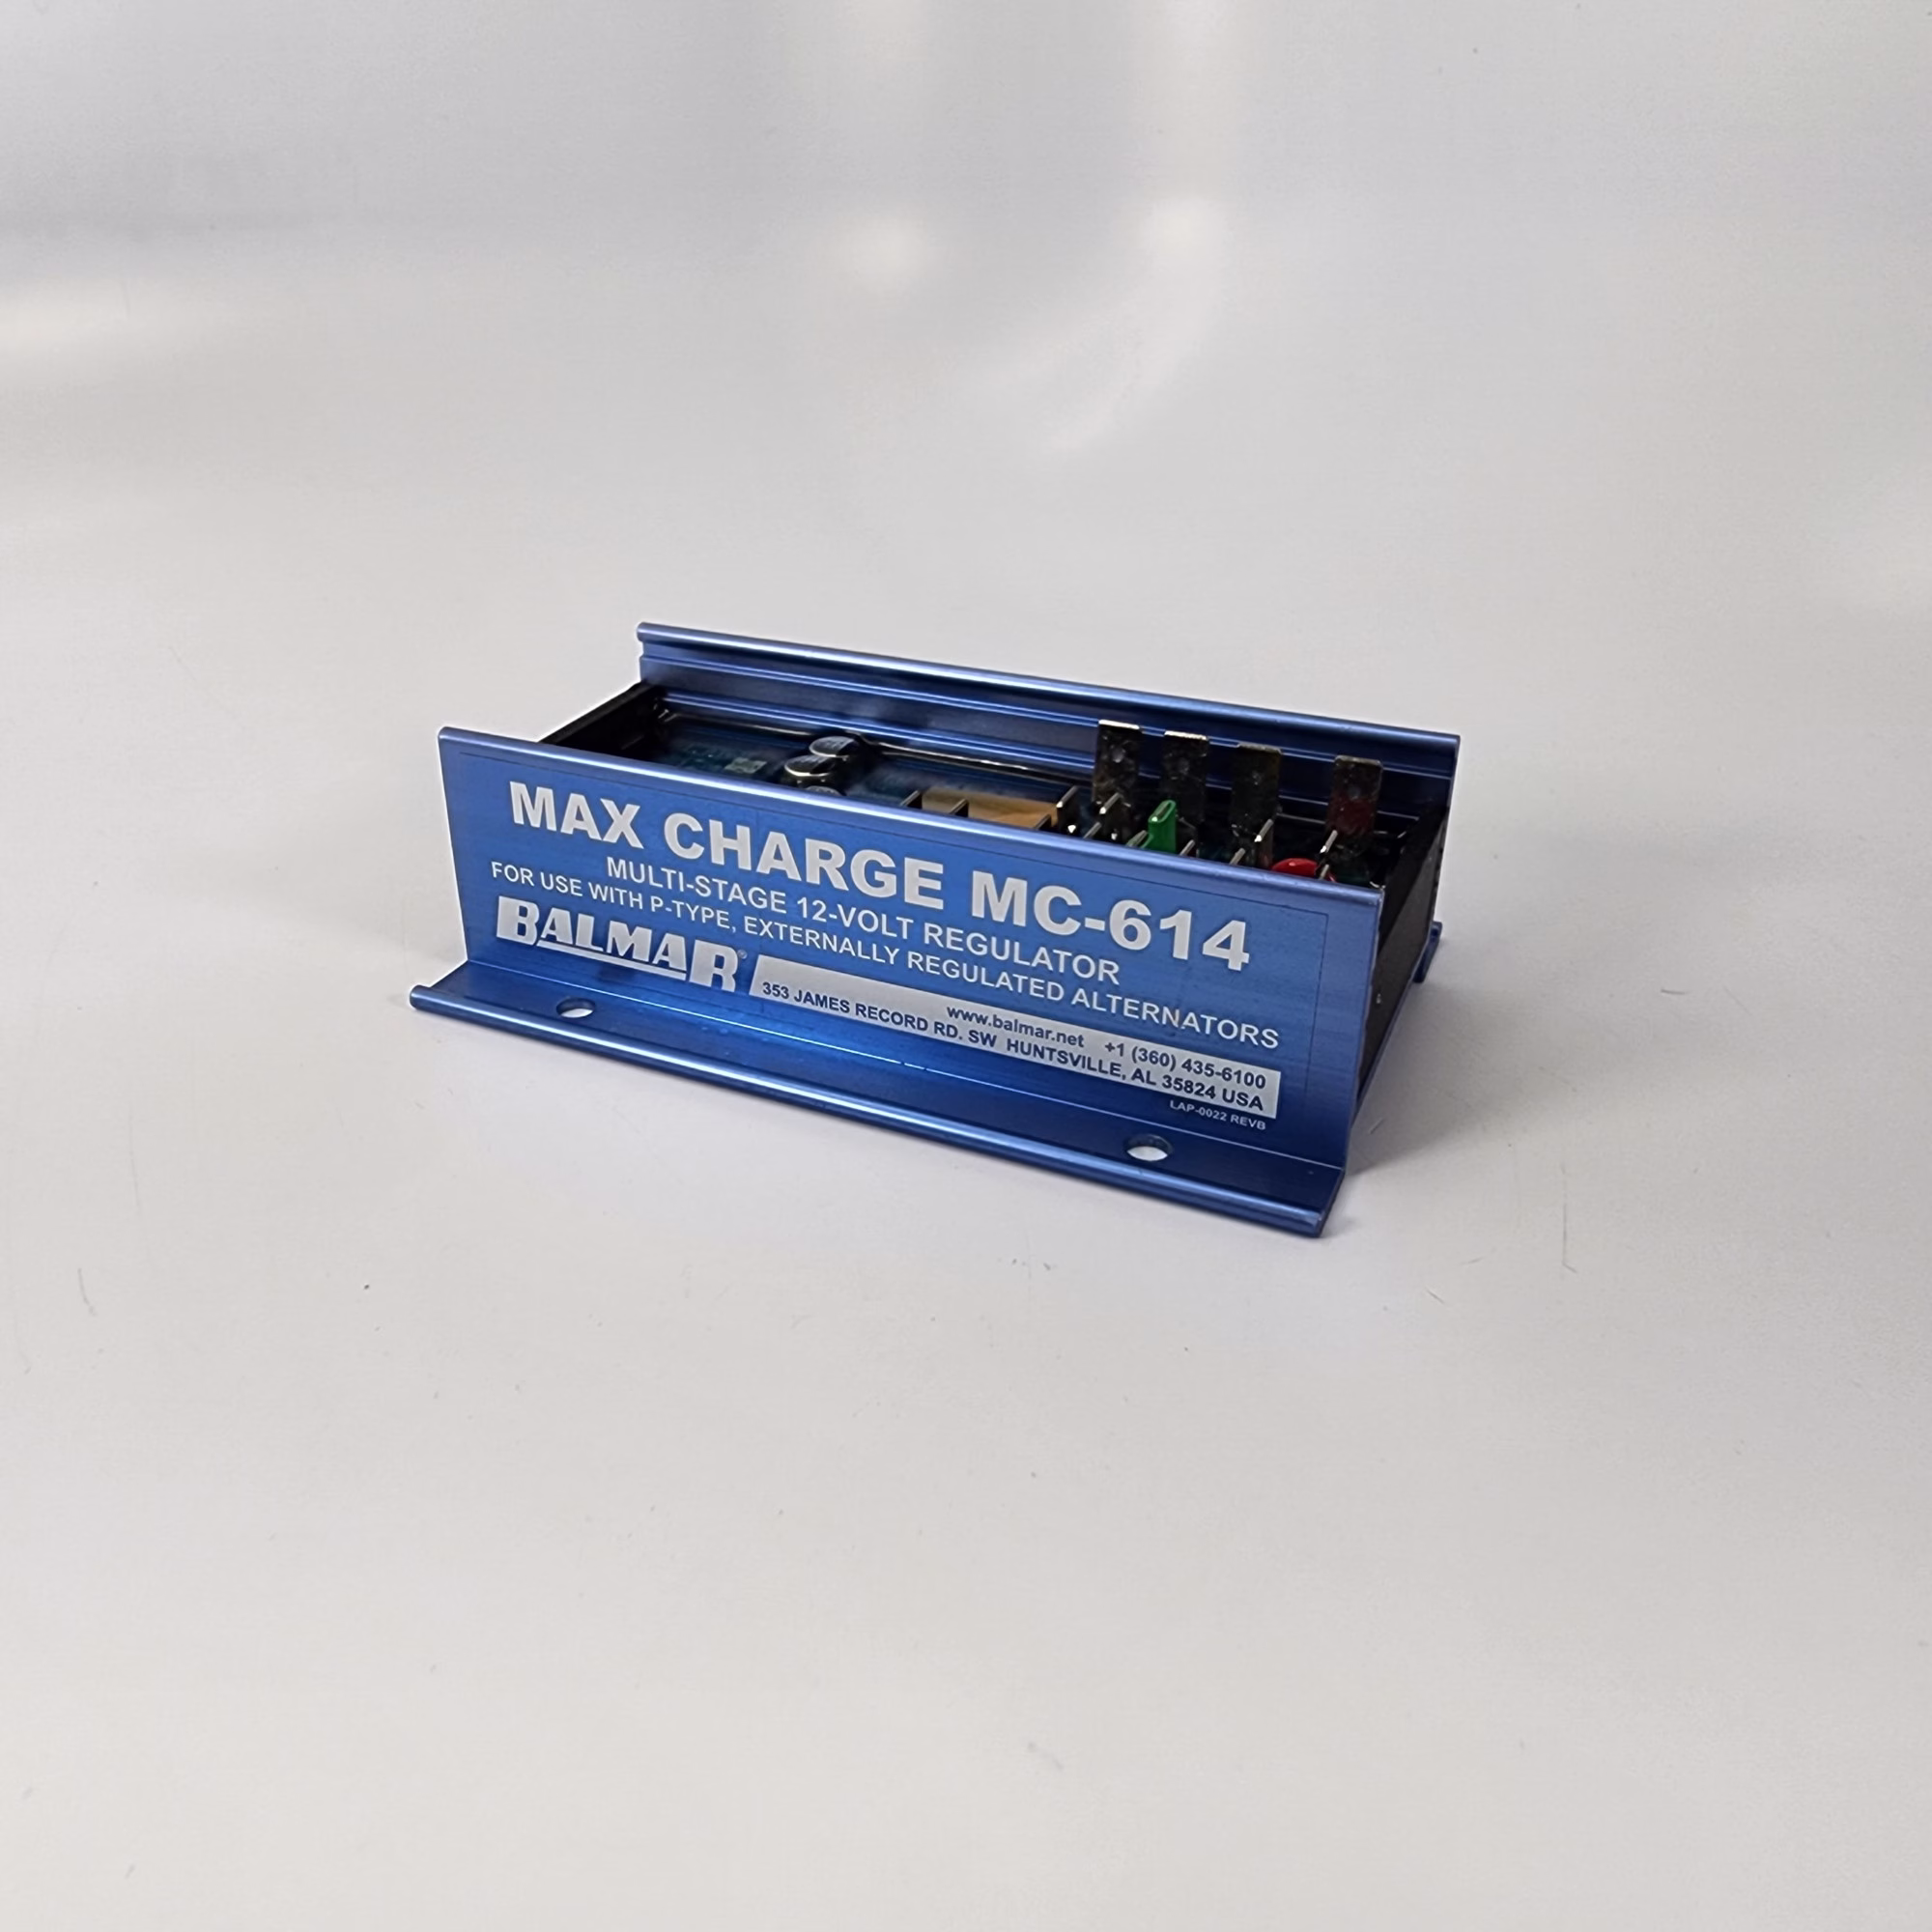 MAX CHARGE MC-614
MULTI-STAGE 12-VOLT REGULATOR
FOR USE WITH P-TYPE, EXTERNALLY REGULATED ALTERNATORS
BALMAR®
www.balmar.net +1 (360) 435-6100
353 JAMES RECORD RD. SW HUNTSVILLE, AL 35824 USA
LAP-0022 REVB